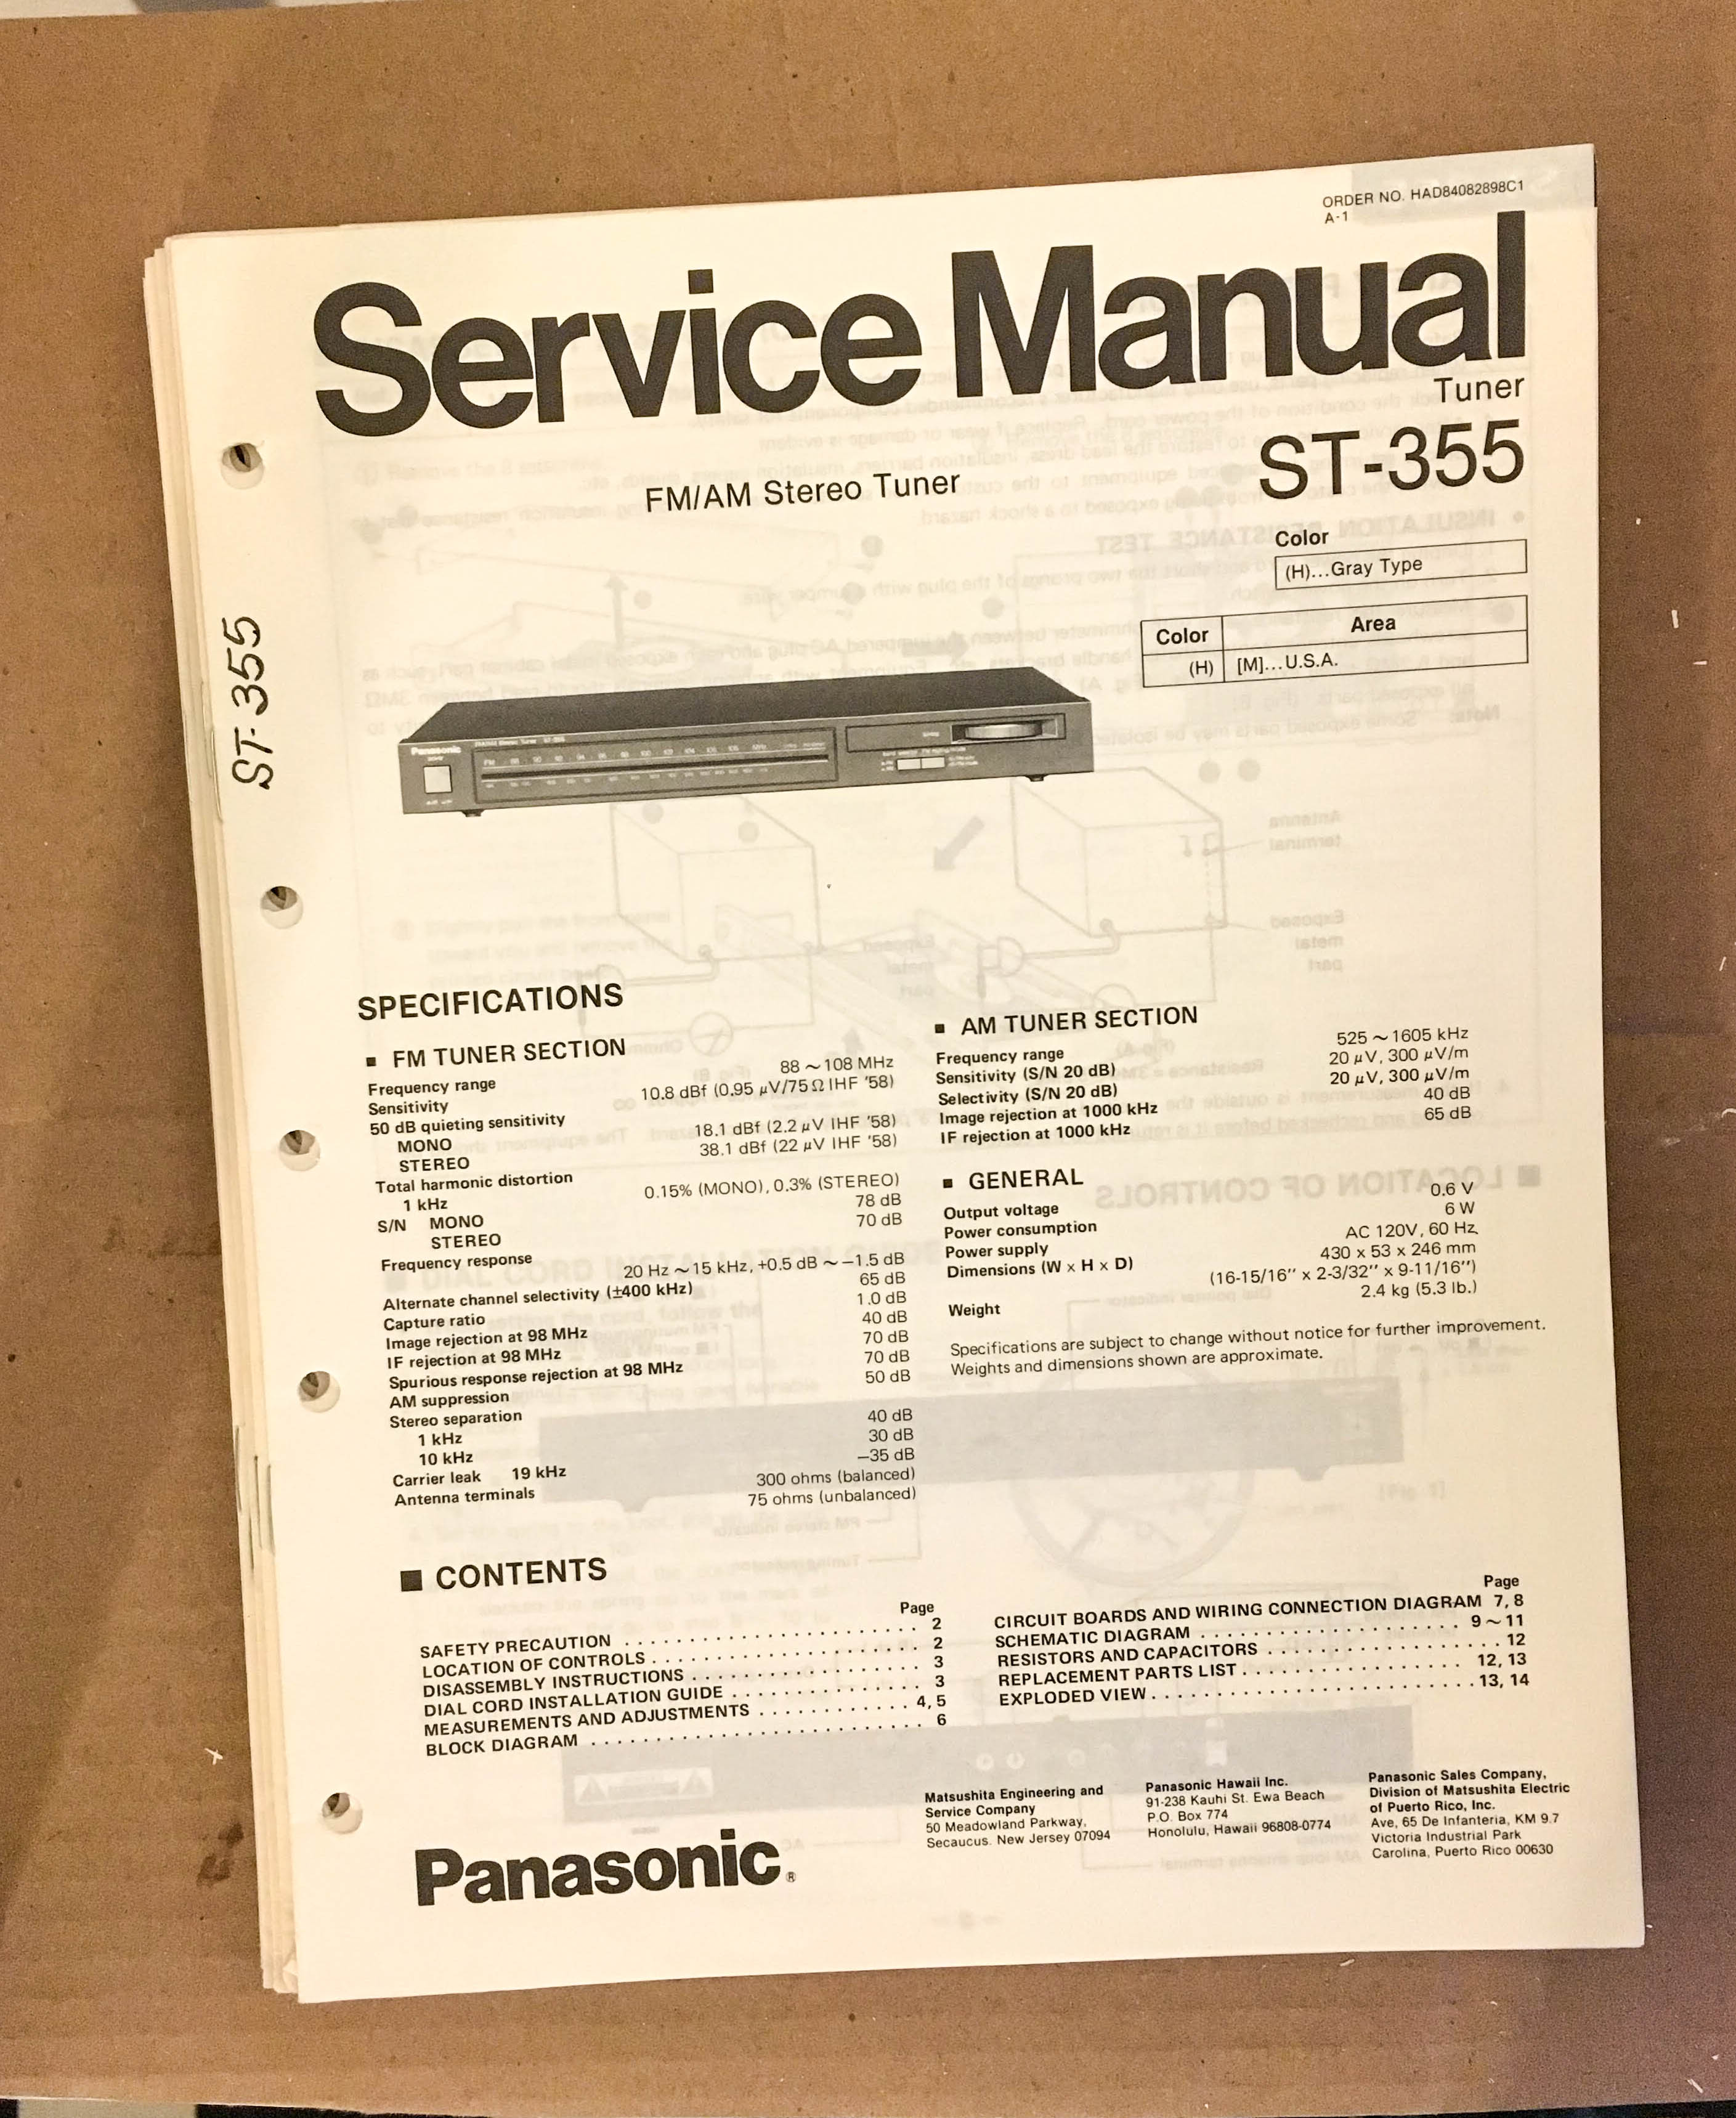 ORDER NO. HAD84082898C1
A-1
Service Manual
Tuner
ST-355
FM/AM Stereo Tuner
Color
(H)...Gray Type
Color Area
(H) [M]...U.S.A.
ST-355
Panasonic
FM 88 90 92 94 96 98 100 102 104 106 108 MHz
SPECIFICATIONS
■ FM TUNER SECTION
Frequency range 88 ~ 108 MHz
Sensitivity 10.8 dBf (0.95 μV/75Ω IHF '58)
50 dB quieting sensitivity
MONO 18.1 dBf (2.2 μV IHF '58)
STEREO 38.1 dBf (22 μV IHF '58)
Total harmonic distortion
1 kHz 0.15% (MONO), 0.3% (STEREO)
S/N MONO 78 dB
STEREO 70 dB
Frequency response 20 Hz ~ 15 kHz, +0.5 dB ~ −1.5 dB
Alternate channel selectivity (±400 kHz) 65 dB
Capture ratio 1.0 dB
Image rejection at 98 MHz 40 dB
IF rejection at 98 MHz 70 dB
Spurious response rejection at 98 MHz 70 dB
AM suppression 50 dB
Stereo separation
1 kHz 40 dB
10 kHz 30 dB
Carrier leak 19 kHz −35 dB
Antenna terminals 300 ohms (balanced)
75 ohms (unbalanced)
■ AM TUNER SECTION
Frequency range 525 ~ 1605 kHz
Sensitivity (S/N 20 dB) 20 μV, 300 μV/m
Selectivity (S/N 20 dB) 20 μV, 300 μV/m
Image rejection at 1000 kHz 40 dB
IF rejection at 1000 kHz 65 dB
■ GENERAL
Output voltage 0.6 V
Power consumption 6 W
Power supply AC 120V, 60 Hz
Dimensions (W x H x D) 430 x 53 x 246 mm
(16-15/16'' x 2-3/32'' x 9-11/16'')
Weight 2.4 kg (5.3 lb.)
Specifications are subject to change without notice for further improvement.
Weights and dimensions shown are approximate.
■ CONTENTS
Page
SAFETY PRECAUTION . . . . . . . . . . . . . . . . . . . . . . . . . 2
LOCATION OF CONTROLS . . . . . . . . . . . . . . . . . . . . . 2
DISASSEMBLY INSTRUCTIONS . . . . . . . . . . . . . . . . . . 3
DIAL CORD INSTALLATION GUIDE . . . . . . . . . . . . . . . 3
MEASUREMENTS AND ADJUSTMENTS . . . . . . . . . . . . 4, 5
BLOCK DIAGRAM . . . . . . . . . . . . . . . . . . . . . . . . . . 6
Page
CIRCUIT BOARDS AND WIRING CONNECTION DIAGRAM 7, 8
SCHEMATIC DIAGRAM . . . . . . . . . . . . . . . . . . . . . 9 ~ 11
RESISTORS AND CAPACITORS . . . . . . . . . . . . . . . . . . . 12
REPLACEMENT PARTS LIST . . . . . . . . . . . . . . . . . 12, 13
EXPLODED VIEW . . . . . . . . . . . . . . . . . . . . . . . . . 13, 14
Panasonic®
Matsushita Engineering and
Service Company
50 Meadowland Parkway,
Secaucus. New Jersey 07094
Panasonic Hawaii Inc.
91-238 Kauhi St. Ewa Beach
P.O. Box 774
Honolulu, Hawaii 96808-0774
Panasonic Sales Company,
Division of Matsushita Electric
of Puerto Rico, Inc.
Ave, 65 De Infanteria, KM 9.7
Victoria Industrial Park
Carolina, Puerto Rico 00630